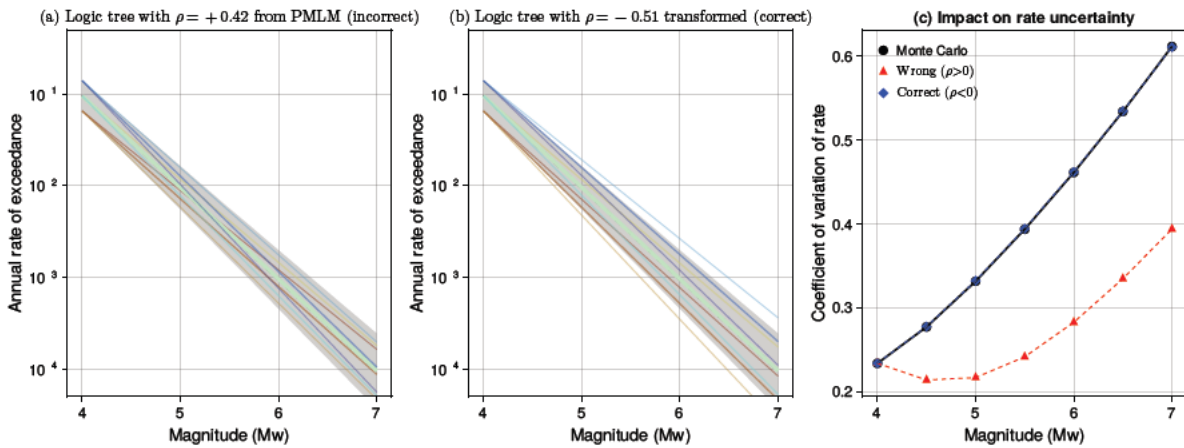 (a) Logic tree with ρ = + 0.42 from PMLM (incorrect)
Annual rate of exceedance
10 1
10 2
10 3
10 4
4 5 6 7
Magnitude (Mw)
(b) Logic tree with ρ = − 0.51 transformed (correct)
Annual rate of exceedance
10 1
10 2
10 3
10 4
4 5 6 7
Magnitude (Mw)
(c) Impact on rate uncertainty
Monte Carlo
Wrong (ρ>0)
Correct (ρ<0)
Coefficient of variation of rate
0.6
0.5
0.4
0.3
0.2
4 5 6 7
Magnitude (Mw)